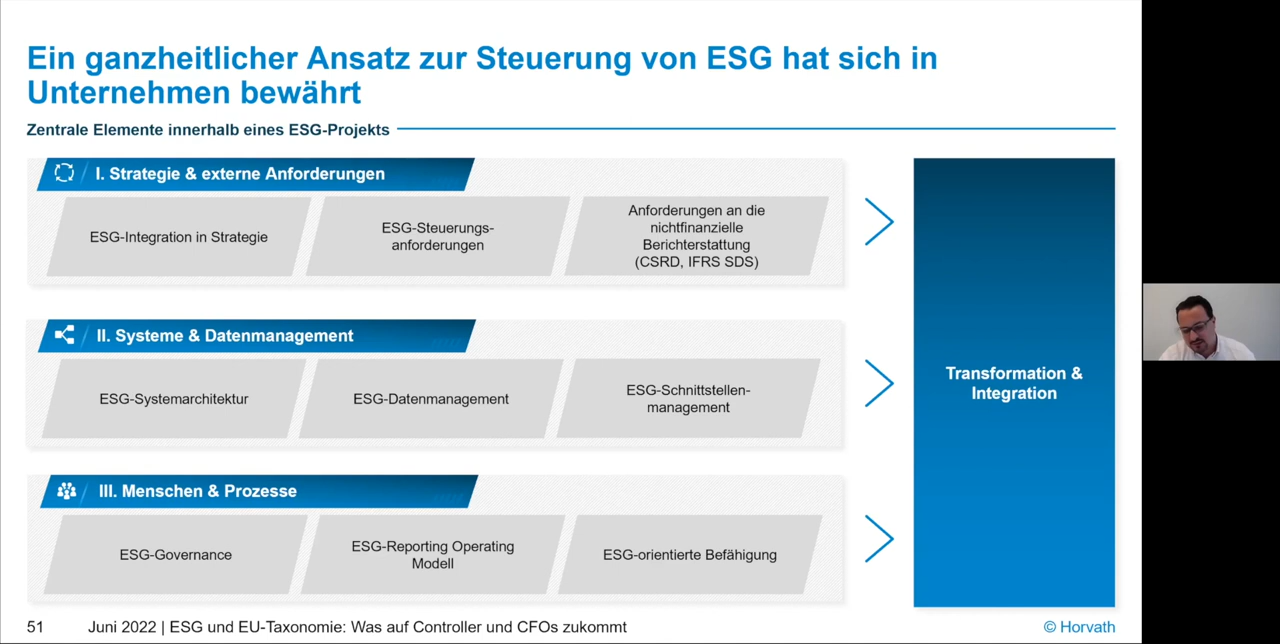 Ein ganzheitlicher Ansatz zur Steuerung von ESG hat sich in
Unternehmen bewährt
Zentrale Elemente innerhalb eines ESG-Projekts
I. Strategie & externe Anforderungen
ESG-Integration in Strategie
ESG-Steuerungs-
anforderungen
Anforderungen an die
nichtfinanzielle
Berichterstattung
(CSRD, IFRS SDS)
II. Systeme & Datenmanagement
ESG-Systemarchitektur
ESG-Datenmanagement
ESG-Schnittstellen-
management
III. Menschen & Prozesse
ESG-Governance
ESG-Reporting Operating
Modell
ESG-orientierte Befähigung
Transformation &
Integration
51 Juni 2022 | ESG und EU-Taxonomie: Was auf Controller und CFOs zukommt © Horvath